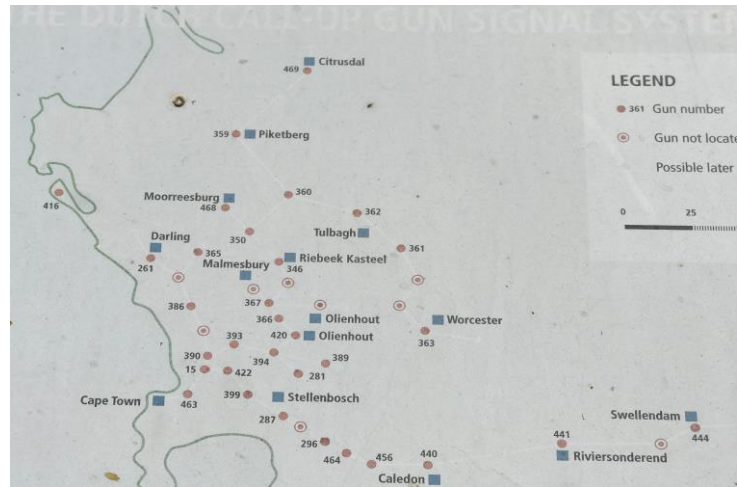 THE DUTCH CALL-UP GUN SIGNAL SYSTEM
Citrusdal
469
LEGEND
361 Gun number
359 Piketberg
Gun not locate
Possible later
Moorreesburg
468
360
416
362
0 25
Tulbagh
Darling
350
365
361
261
Riebeek Kasteel
Malmesbury
346
386
367
366
Olienhout
Worcester
363
393
420
Olienhout
390
394
389
15
422
281
Cape Town
463
399
Stellenbosch
287
Swellendam
444
296
441
464
456
440
Riviersonderend
Caledon